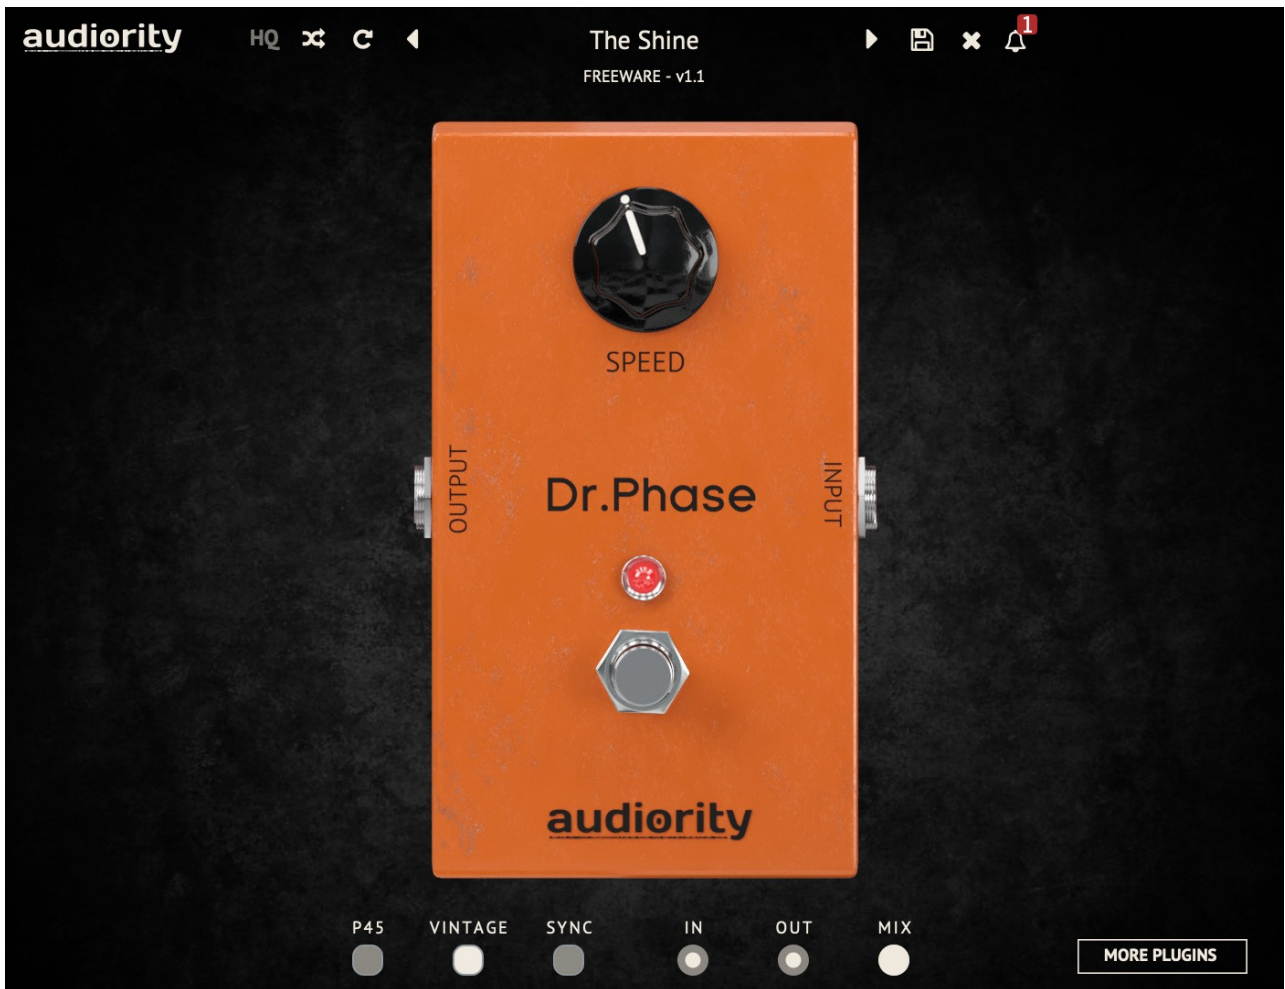 audiority
HQ
The Shine
1
FREEWARE - v1.1
SPEED
OUTPUT
INPUT
Dr.Phase
audiority
P45
VINTAGE
SYNC
IN
OUT
MIX
MORE PLUGINS